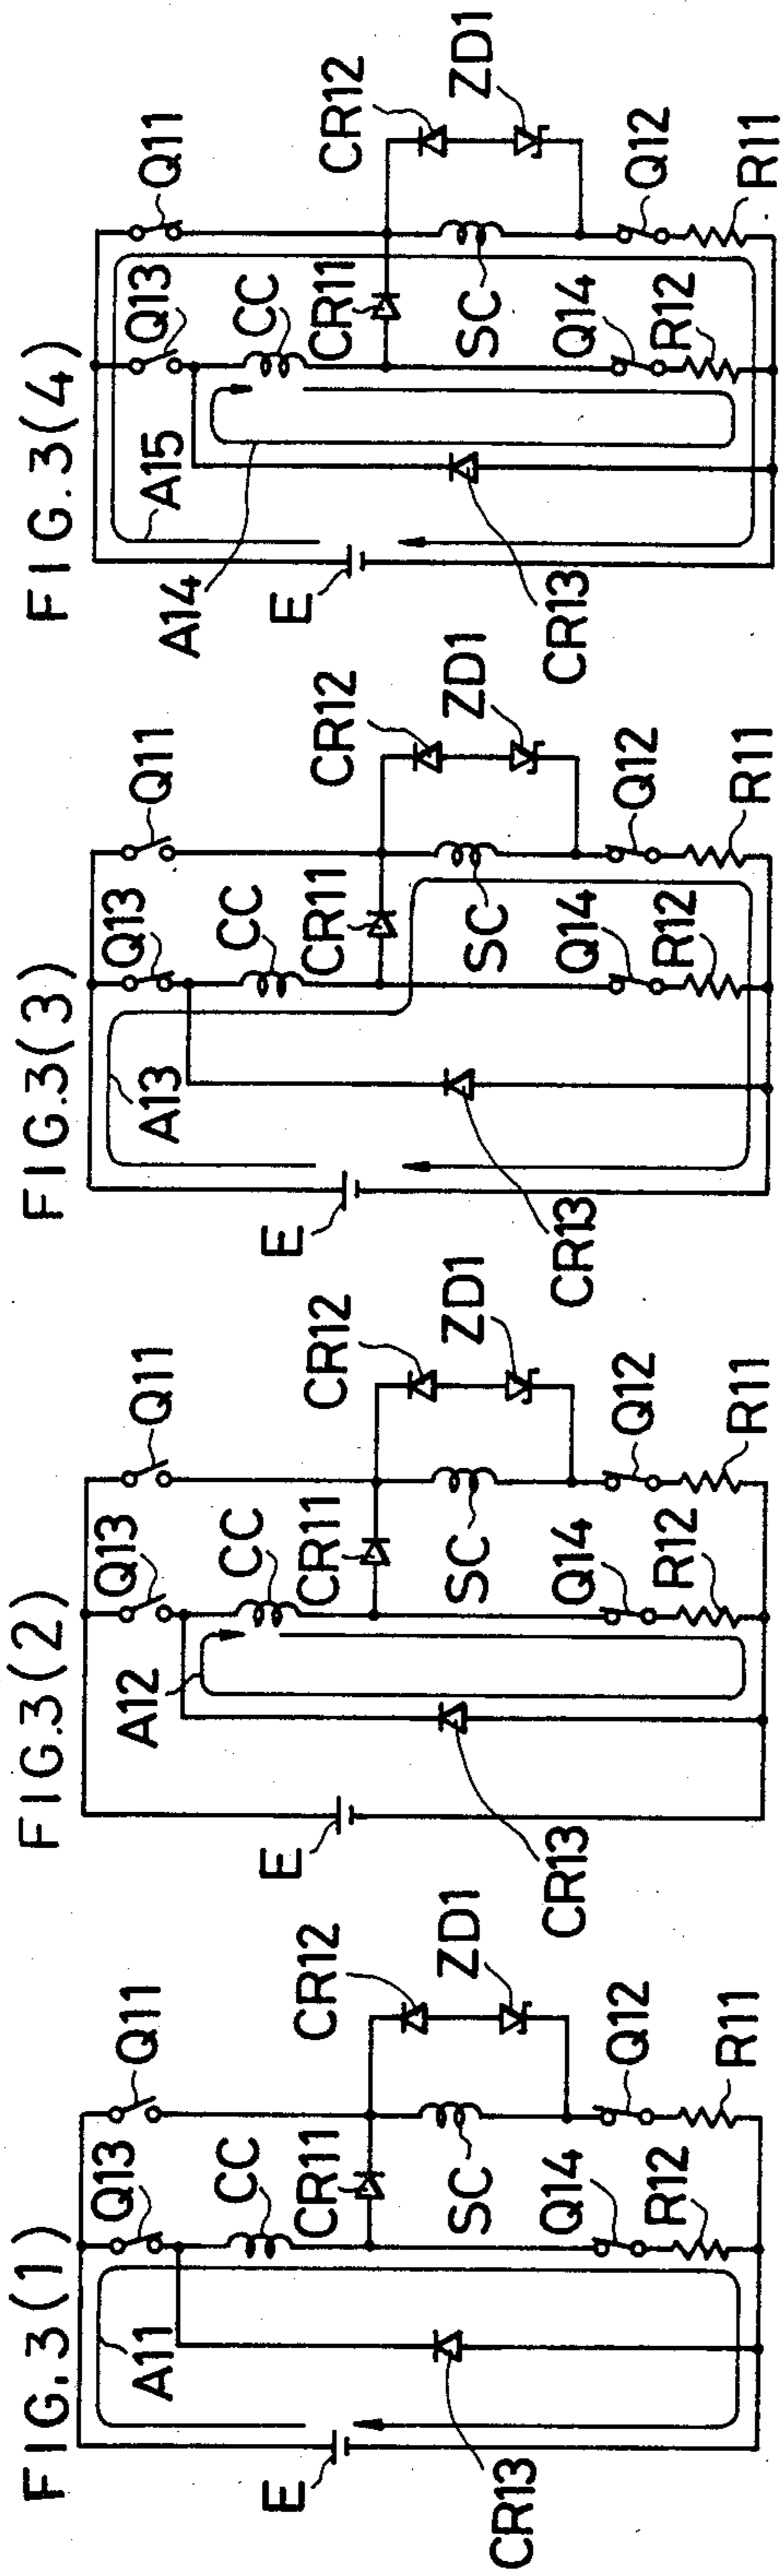 FIG.3(1)
A11
Q13
Q11
CC
CR11
CR12
ZD1
SC
E
CR13
Q14
Q12
R12
R11
FIG.3(2)
A12
Q13
Q11
CC
CR11
CR12
ZD1
SC
E
CR13
Q14
Q12
R12
R11
FIG.3(3)
A13
Q13
Q11
CC
CR11
CR12
ZD1
SC
E
CR13
Q14
Q12
R12
R11
FIG.3(4)
A15
A14
Q13
Q11
CC
CR11
CR12
ZD1
SC
E
CR13
Q14
Q12
R12
R11